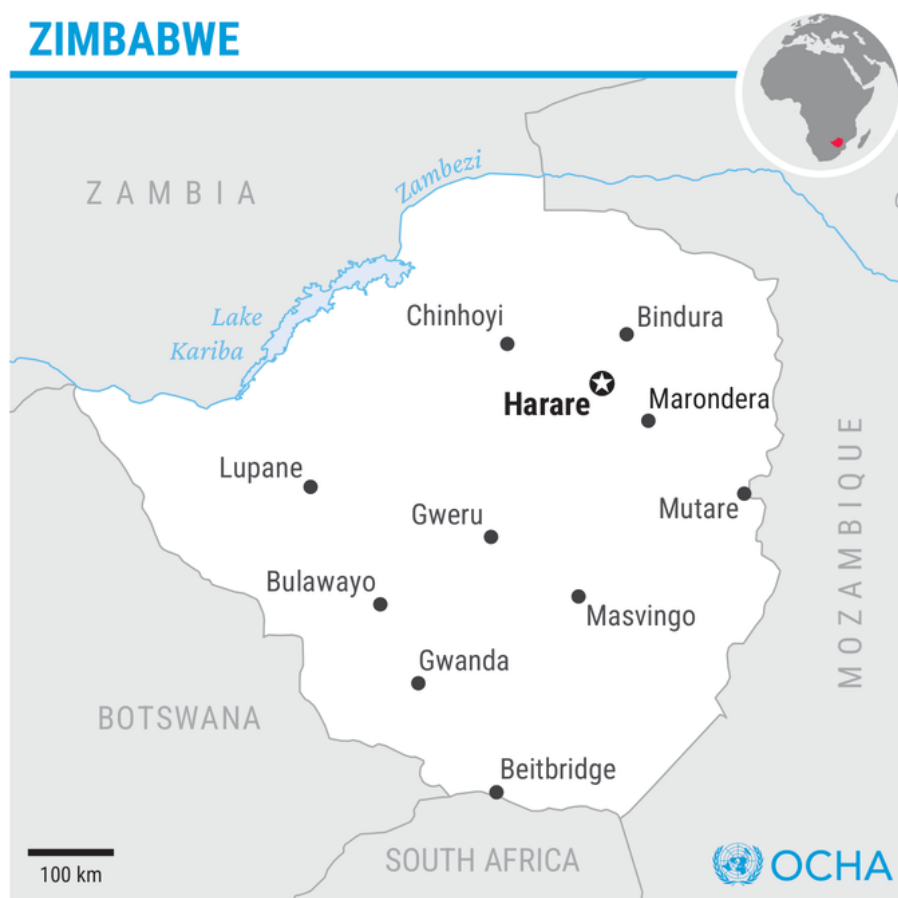 ZIMBABWE
ZAMBIA
Zambezi
Lake
Kariba
Chinhoyi
Bindura
Harare
Marondera
Lupane
Mutare
Gweru
Bulawayo
Masvingo
Gwanda
MOZAMBIQUE
BOTSWANA
Beitbridge
SOUTH AFRICA
100 km
OCHA